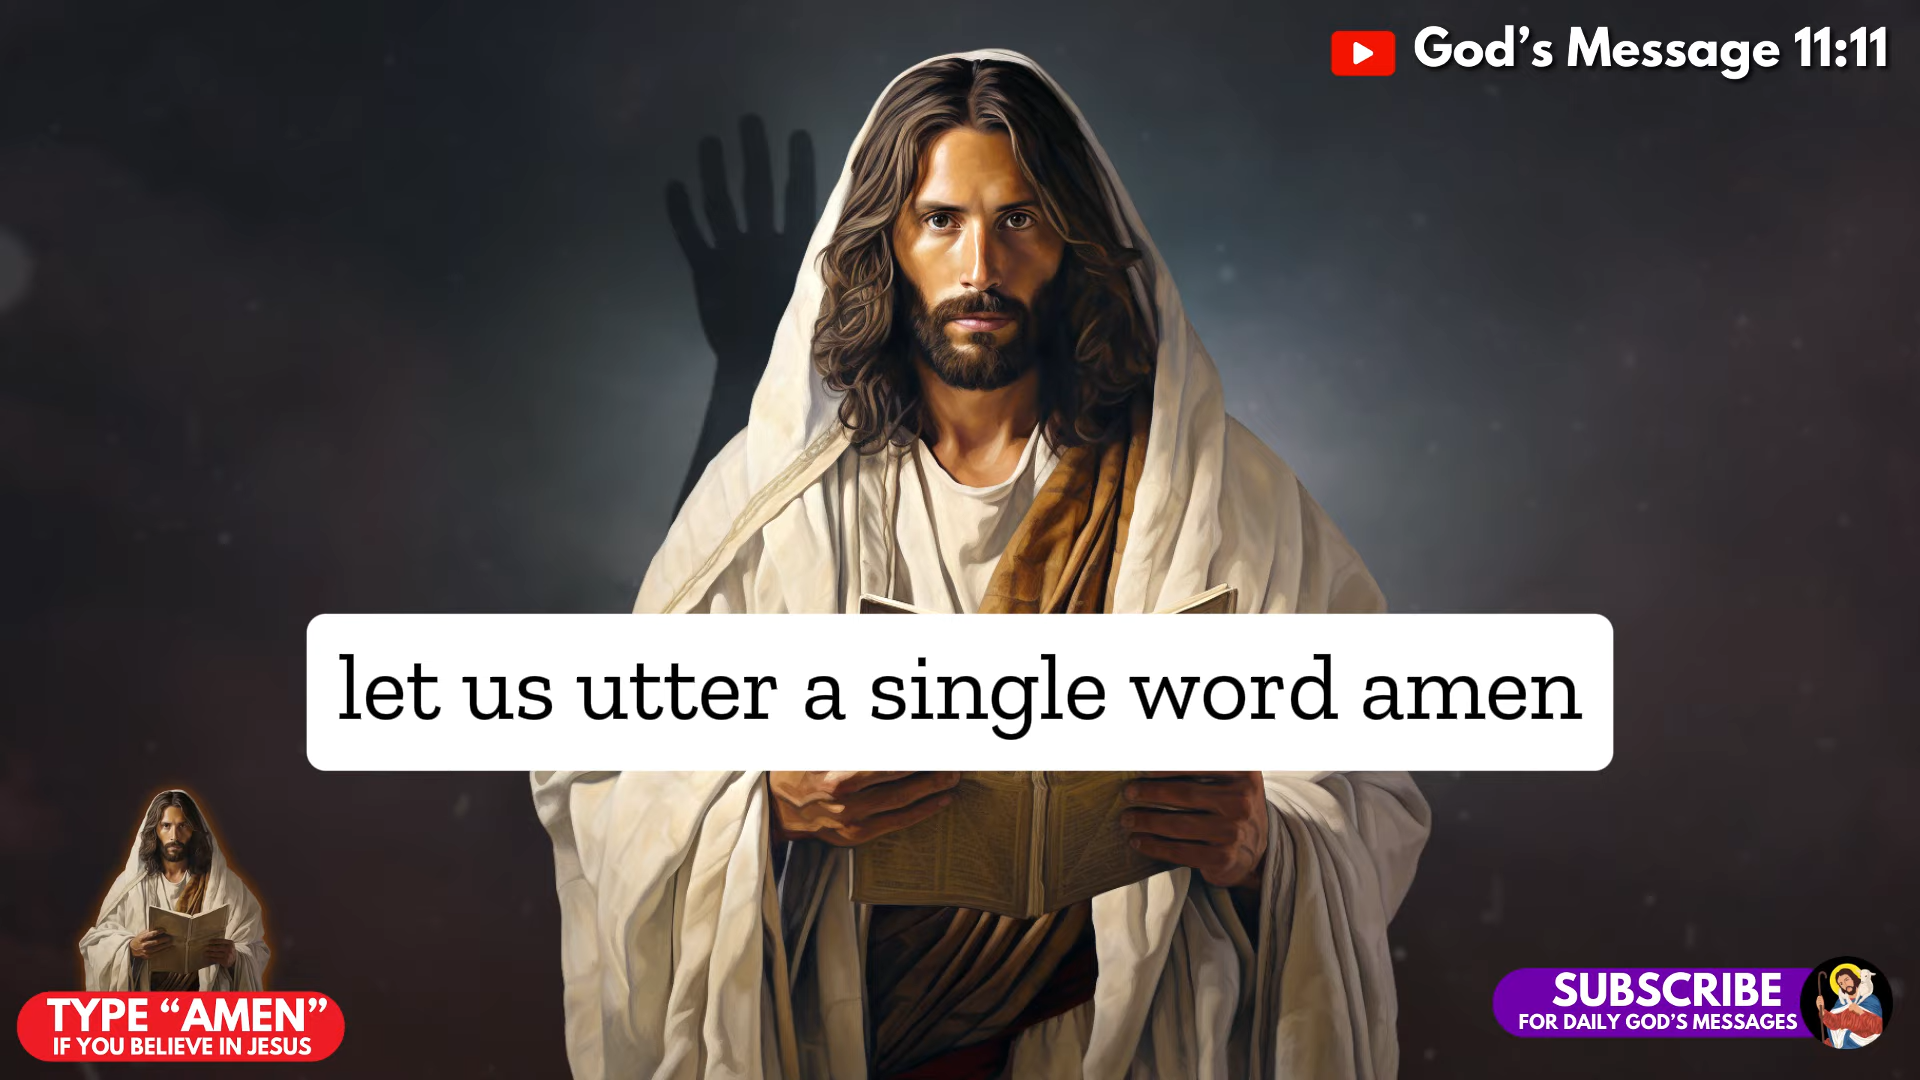 God's Message 11:11
let us utter a single word amen
TYPE “AMEN”
IF YOU BELIEVE IN JESUS
SUBSCRIBE
FOR DAILY GOD'S MESSAGES